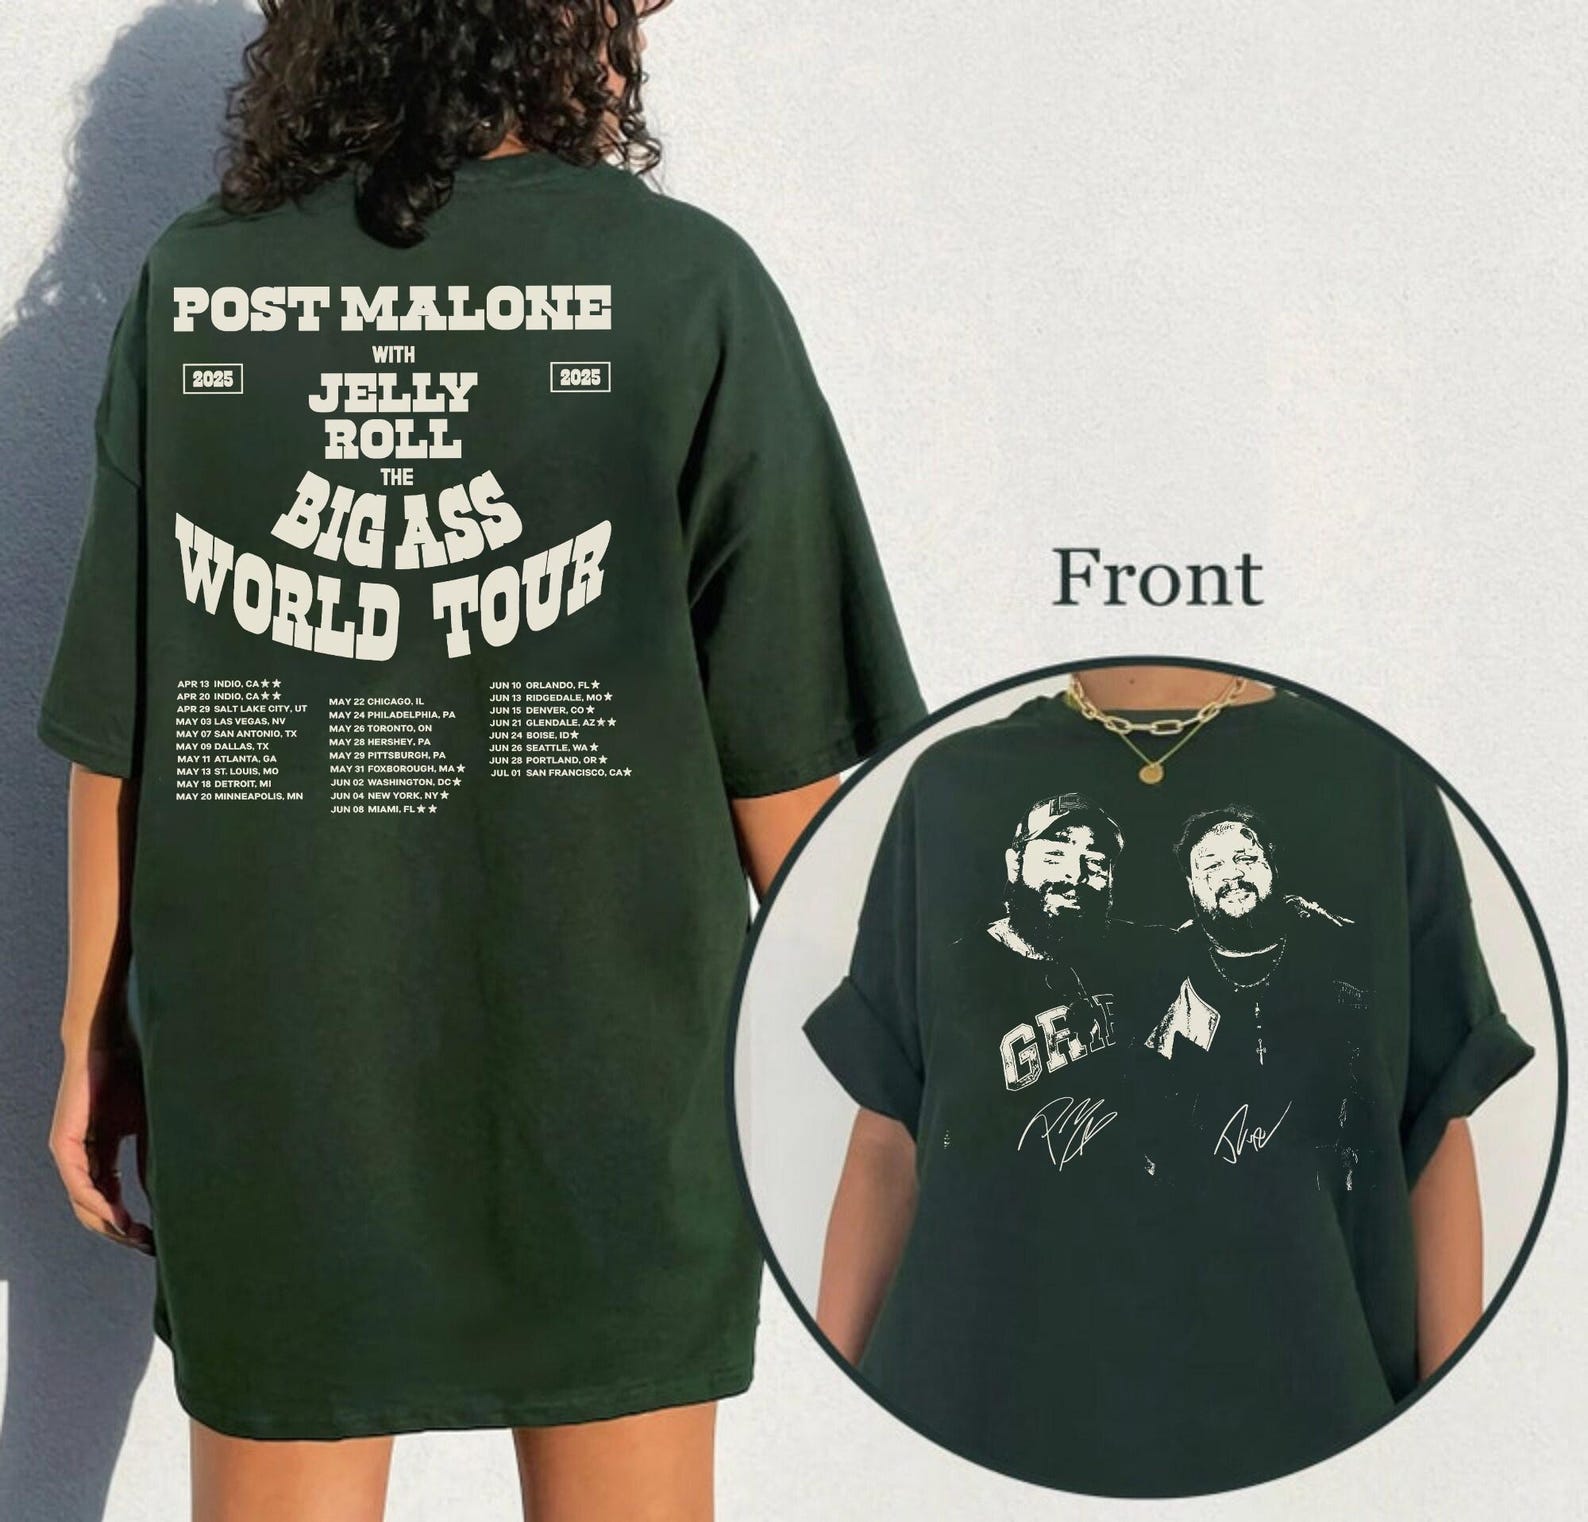 POST MALONE
WITH
2025
2025
JELLY
ROLL
THE
BIG ASS
WORLD TOUR
APR 13 INDIO, CA★★
APR 20 INDIO, CA★★
APR 29 SALT LAKE CITY, UT
MAY 03 LAS VEGAS, NV
MAY 07 SAN ANTONIO, TX
MAY 09 DALLAS, TX
MAY 11 ATLANTA, GA
MAY 13 ST. LOUIS, MO
MAY 18 DETROIT, MI
MAY 20 MINNEAPOLIS, MN
MAY 22 CHICAGO, IL
MAY 24 PHILADELPHIA, PA
MAY 26 TORONTO, ON
MAY 28 HERSHEY, PA
MAY 29 PITTSBURGH, PA
MAY 31 FOXBOROUGH, MA★
JUN 02 WASHINGTON, DC★
JUN 04 NEW YORK, NY★
JUN 08 MIAMI, FL★★
JUN 10 ORLANDO, FL★
JUN 13 RIDGEDALE, MO★
JUN 15 DENVER, CO★
JUN 21 GLENDALE, AZ★★
JUN 24 BOISE, ID★
JUN 26 SEATTLE, WA★
JUN 28 PORTLAND, OR★
JUL 01 SAN FRANCISCO, CA★
Front